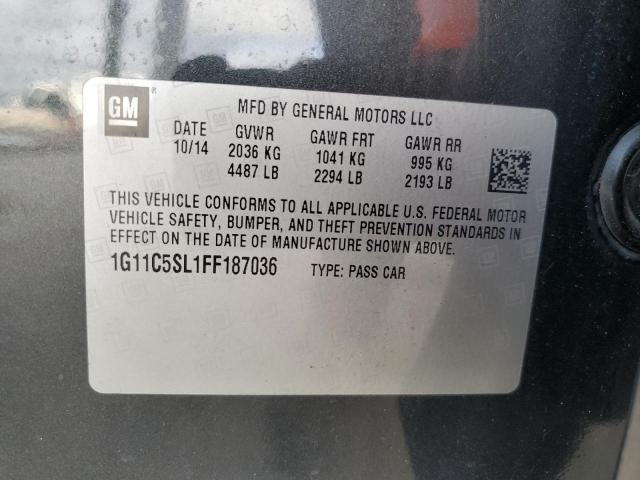 GM ®
MFD BY GENERAL MOTORS LLC
DATE GVWR GAWR FRT GAWR RR
10/14 2036 KG 1041 KG 995 KG
4487 LB 2294 LB 2193 LB
THIS VEHICLE CONFORMS TO ALL APPLICABLE U.S. FEDERAL MOTOR
VEHICLE SAFETY, BUMPER, AND THEFT PREVENTION STANDARDS IN
EFFECT ON THE DATE OF MANUFACTURE SHOWN ABOVE.
1G11C5SL1FF187036 TYPE: PASS CAR